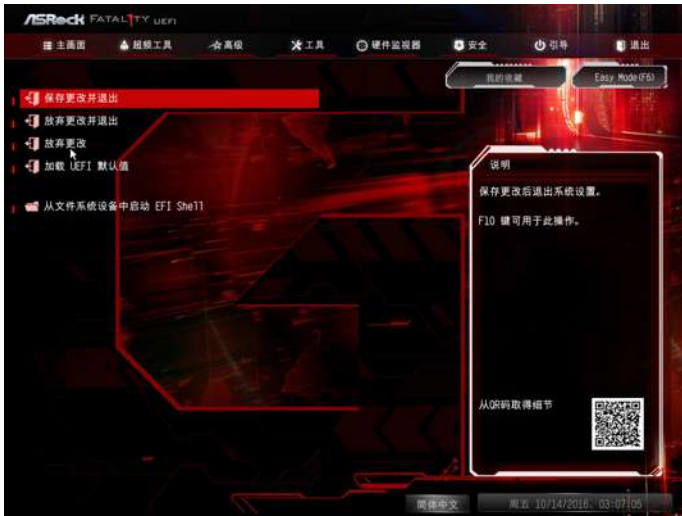 ASRock FATAL1TY UEFI
主画面 超频工具 高级 工具 硬件监视器 安全 引导 退出
我的收藏 Easy Mode(F6)
保存更改并退出
放弃更改并退出
放弃更改
加载 UEFI 默认值
从文件系统设备中启动 EFI Shell
说明
保存更改后退出系统设置。
F10 键可用于此操作。
从QR码取得细节
简体中文 周五 10/14/2016, 03:07:05